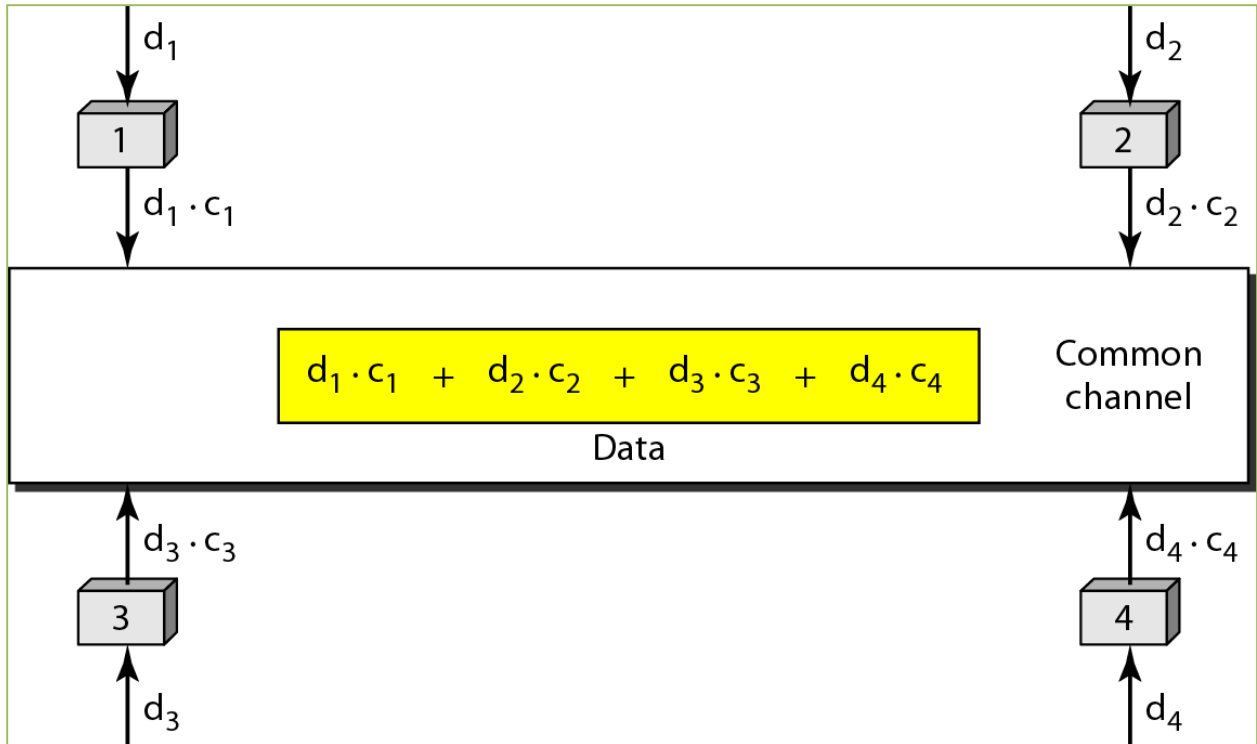 d₁ d₂
1 2
d₁ · c₁ d₂ · c₂
d₁ · c₁ + d₂ · c₂ + d₃ · c₃ + d₄ · c₄
Common
channel
Data
d₃ · c₃ d₄ · c₄
3 4
d₃ d₄